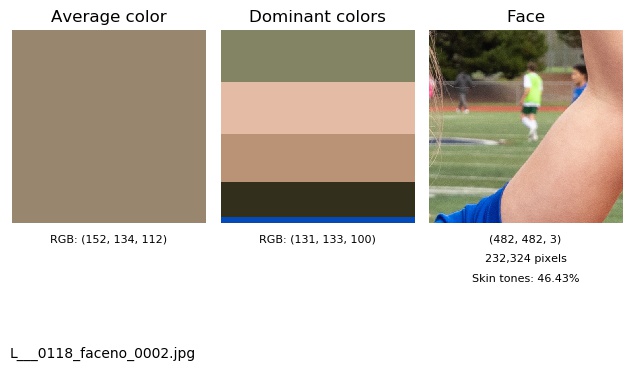 Average color
Dominant colors
Face
RGB: (152, 134, 112)
RGB: (131, 133, 100)
(482, 482, 3)
232,324 pixels
Skin tones: 46.43%
L___0118_faceno_0002.jpg